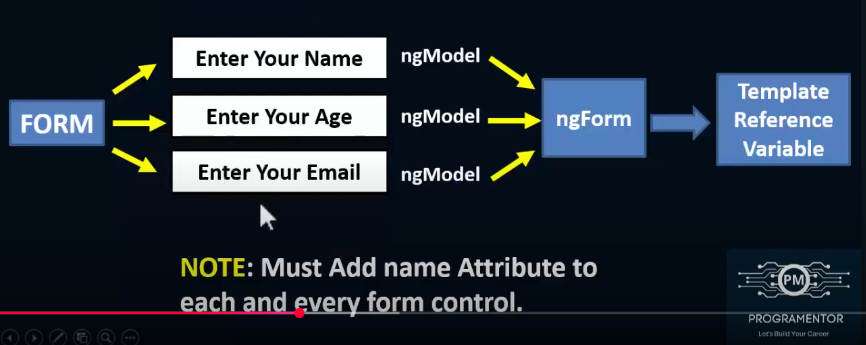 FORM
Enter Your Name
ngModel
Enter Your Age
ngModel
Enter Your Email
ngModel
ngForm
Template
Reference
Variable
NOTE: Must Add name Attribute to
each and every form control.
PM
PROGRAMENTOR
Let's Build Your Career